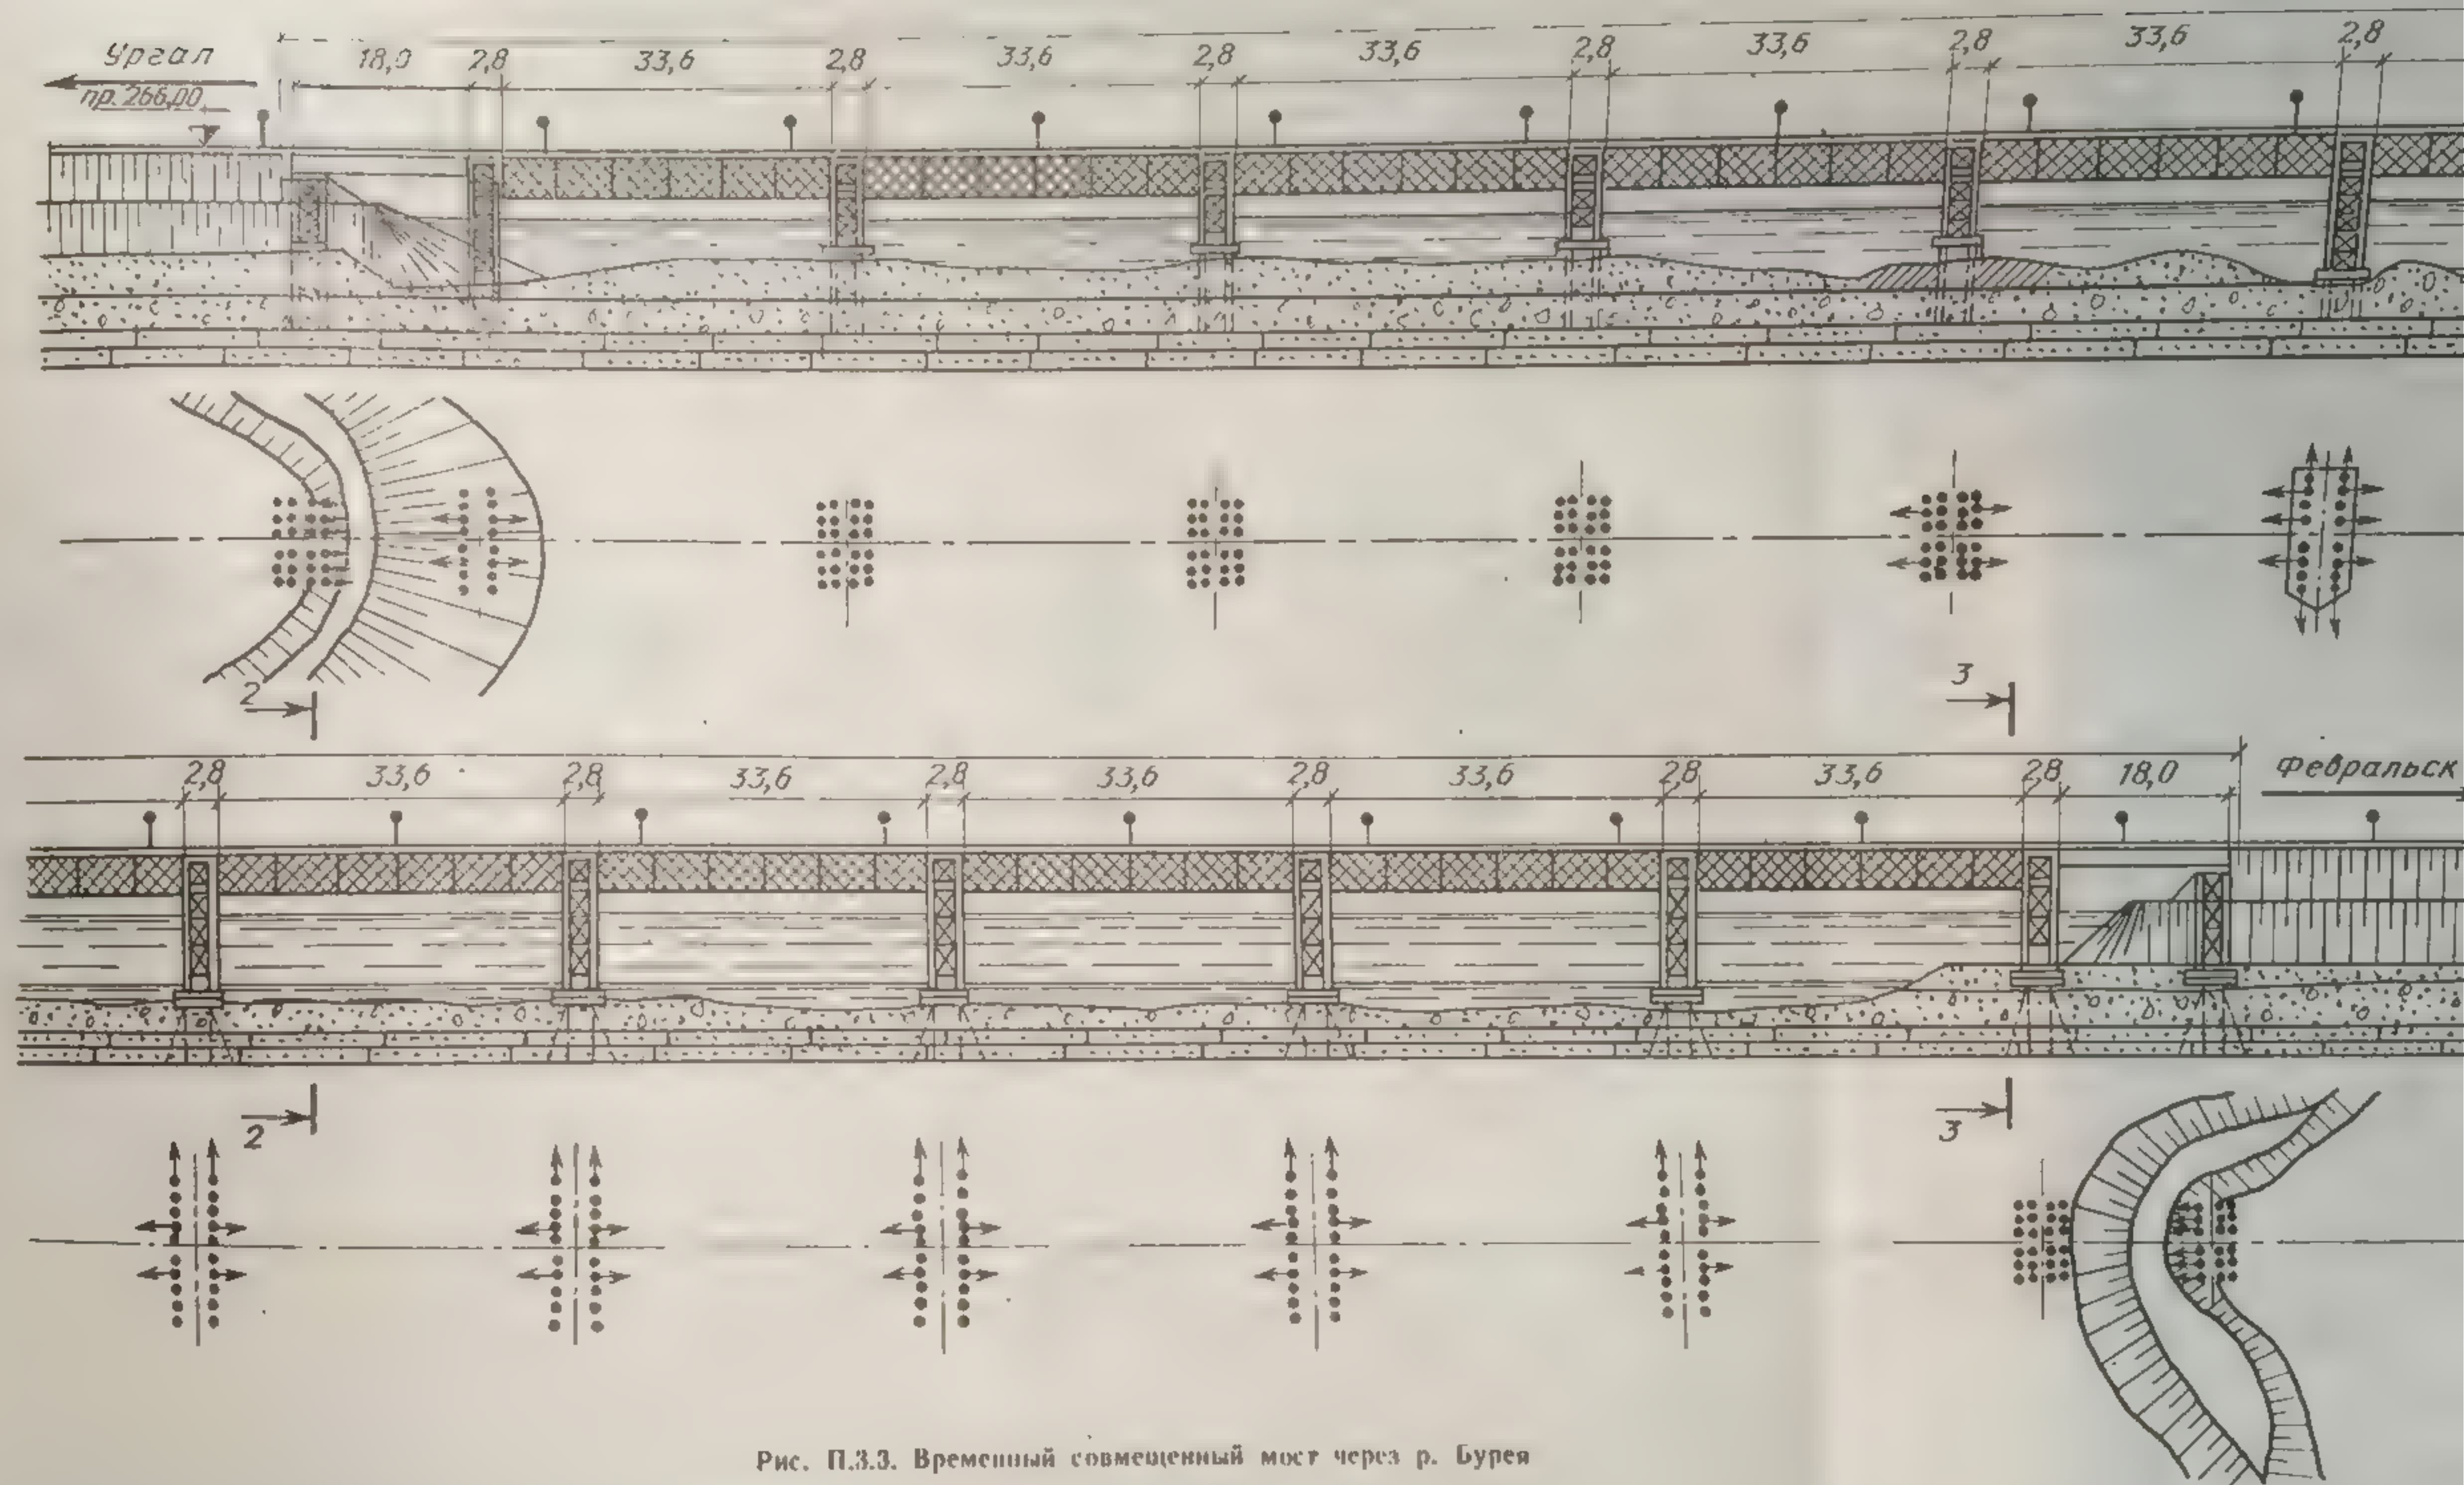 Ургал 18,0 2,8 33,6 2,8 33,6 2,8 33,6 2,8 33,6 2,8 33,6 2,8
пр. 266,00
2 3
2,8 33,6 2,8 33,6 2,8 33,6 2,8 33,6 2,8 33,6 2,8 18,0 Февральск
2 3
Рис. П.3.3. Временный совмещенный мост через р. Бурея